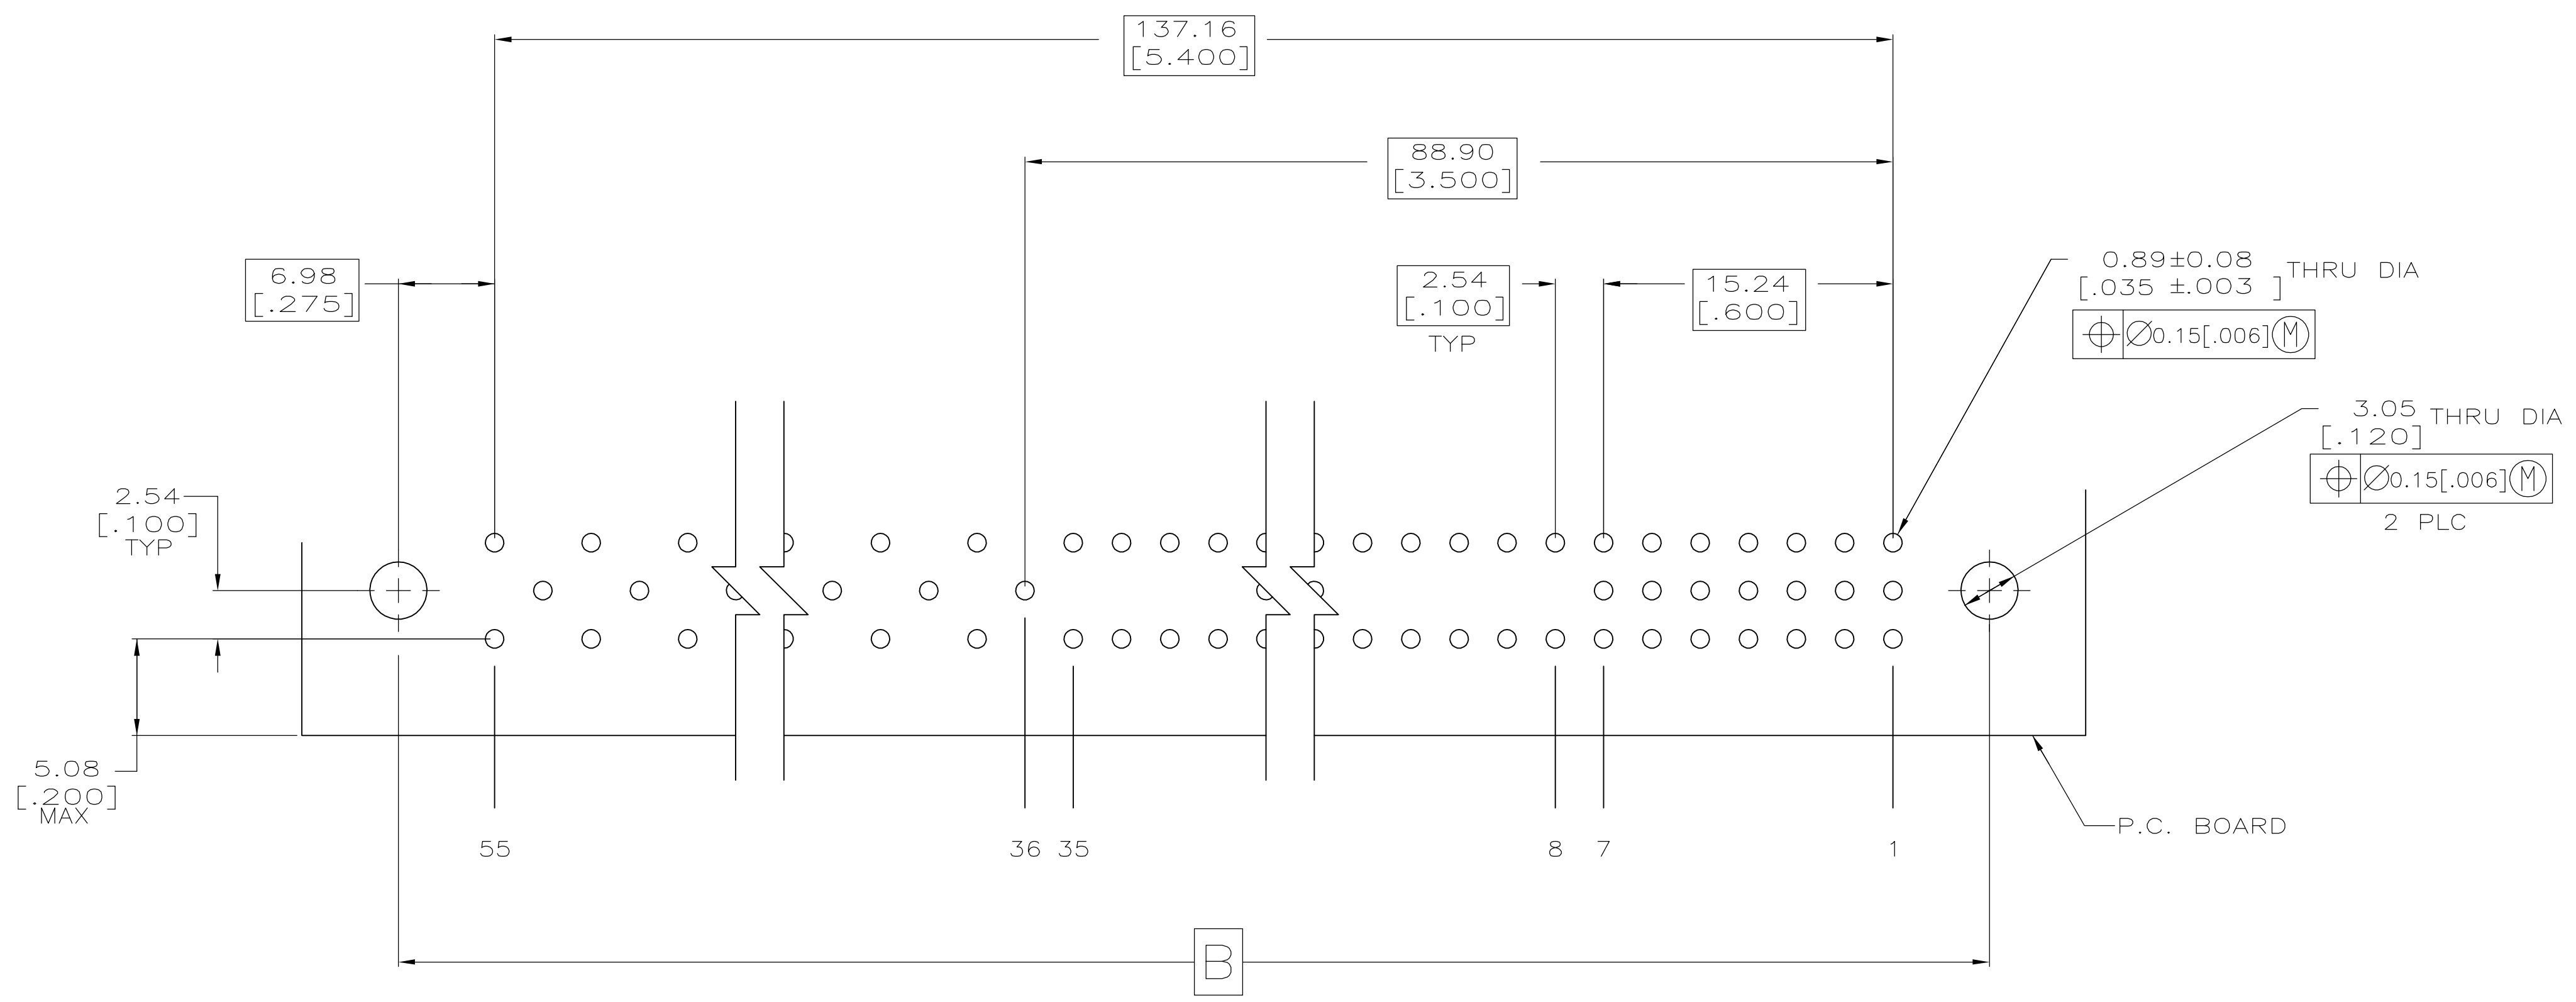 137.16
[5.400]
88.90
[3.500]
6.98
[.275]
2.54
[.100]
TYP
15.24
[.600]
0.89±0.08
[.035 ±.003 ]
THRU DIA
⌖ ∅0.15[.006] Ⓜ
3.05
[.120]
THRU DIA
⌖ ∅0.15[.006] Ⓜ
2 PLC
2.54
[.100]
TYP
5.08
[.200]
MAX
55
36
35
8
7
1
P.C. BOARD
B